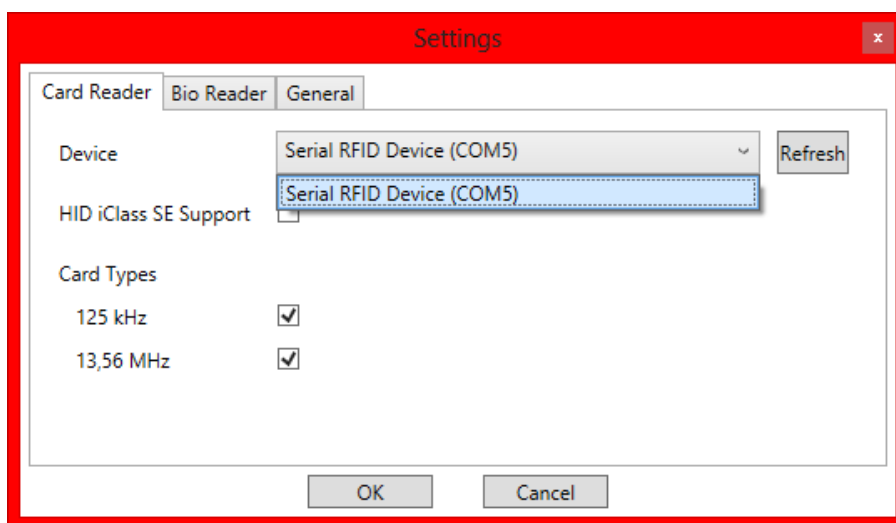 Settings
x
Card Reader Bio Reader General
Device Serial RFID Device (COM5) Refresh
Serial RFID Device (COM5)
HID iClass SE Support
Card Types
125 kHz
13,56 MHz
OK Cancel